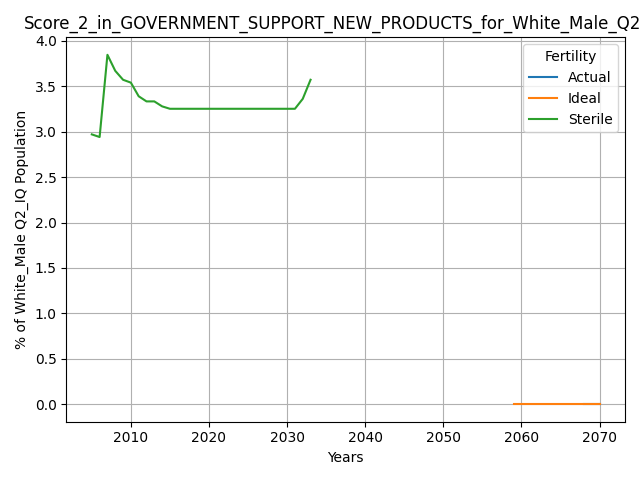 Score_2_in_GOVERNMENT_SUPPORT_NEW_PRODUCTS_for_White_Male_Q2
4.0
3.5
3.0
2.5
2.0
1.5
1.0
0.5
0.0
% of White_Male Q2_IQ Population
Fertility
Actual
Ideal
Sterile
2010
2020
2030
2040
2050
2060
2070
Years